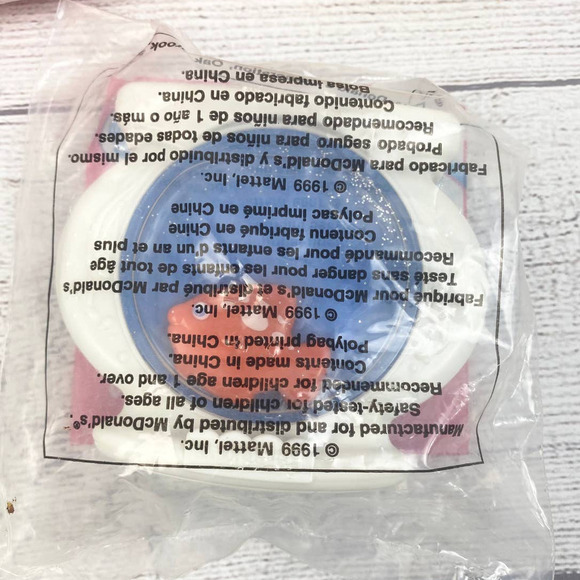 © 1999 Mattel, Inc.
Manufactured for and distributed by McDonald's®.
Safety-tested for children of all ages.
Recommended for children age 1 and over.
Contents made in China.
Polybag printed in China.
© 1999 Mattel, Inc.
Fabriqué pour McDonald's et distribué par McDonald's
Testé sans danger pour les enfants de tout âge
Recommendé pour les enfants d'un an et plus
Contenu fabriqué en Chine
Polysac imprimé en Chine
© 1999 Mattel, Inc.
Fabricado para McDonald's y distribuido por el mismo.
Probado seguro para niños de todas edades.
Recomendado para niños de 1 año o más.
Contenido fabricado en China.
Bolsa impresa en China.